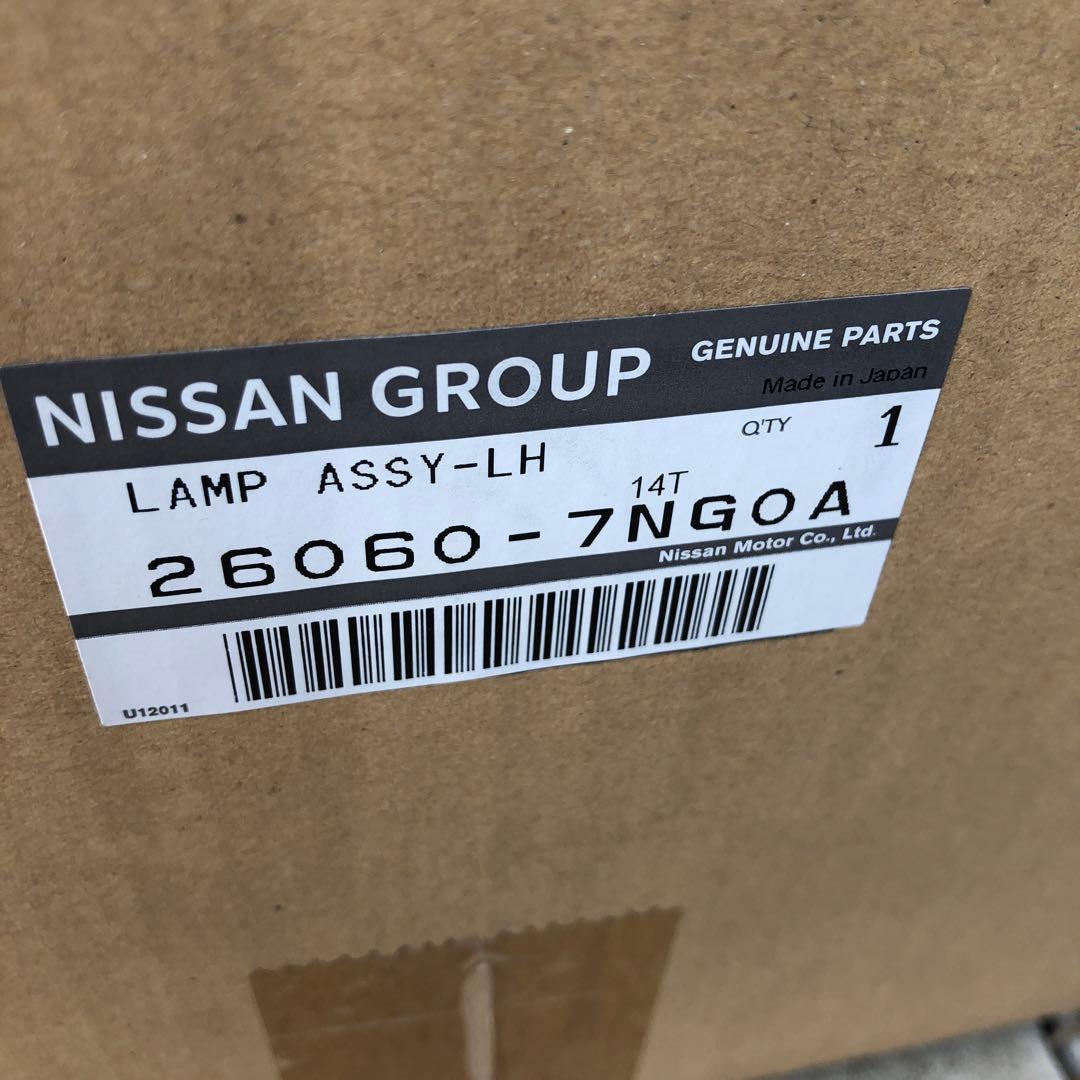 NISSAN GROUP
GENUINE PARTS
Made in Japan
LAMP ASSY-LH
Q'TY 1
14T
26060-7NG0A
Nissan Motor Co., Ltd.
U12011